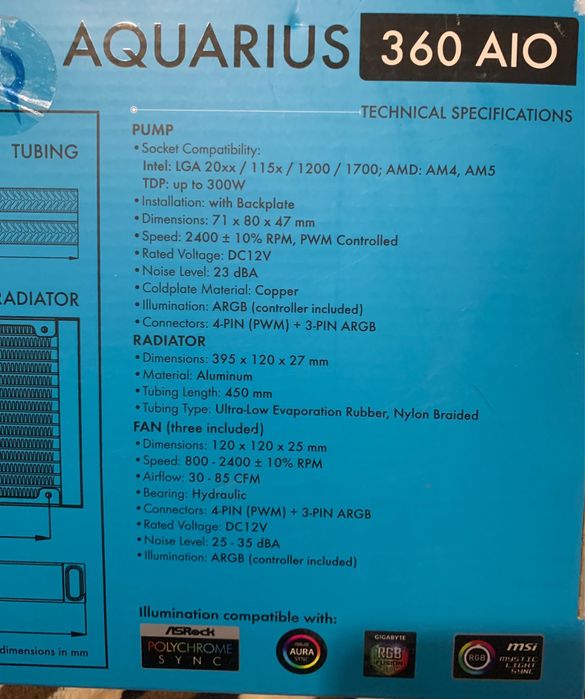 AQUARIUS 360 AIO
TECHNICAL SPECIFICATIONS
TUBING
RADIATOR
dimensions in mm
PUMP
• Socket Compatibility:
Intel: LGA 20xx / 115x / 1200 / 1700; AMD: AM4, AM5
TDP: up to 300W
• Installation: with Backplate
• Dimensions: 71 x 80 x 47 mm
• Speed: 2400 ± 10% RPM, PWM Controlled
• Rated Voltage: DC12V
• Noise Level: 23 dBA
• Coldplate Material: Copper
• Illumination: ARGB (controller included)
• Connectors: 4-PIN (PWM) + 3-PIN ARGB
RADIATOR
• Dimensions: 395 x 120 x 27 mm
• Material: Aluminum
• Tubing Length: 450 mm
• Tubing Type: Ultra-Low Evaporation Rubber, Nylon Braided
FAN (three included)
• Dimensions: 120 x 120 x 25 mm
• Speed: 800 - 2400 ± 10% RPM
• Airflow: 30 - 85 CFM
• Bearing: Hydraulic
• Connectors: 4-PIN (PWM) + 3-PIN ARGB
• Rated Voltage: DC12V
• Noise Level: 25 - 35 dBA
• Illumination: ARGB (controller included)
Illumination compatible with:
ASRock
POLYCHROME
SYNC
AURA
SYNC
GIGABYTE
RGB
FUSION
RGB
msi
MYSTIC
LIGHT
SYNC